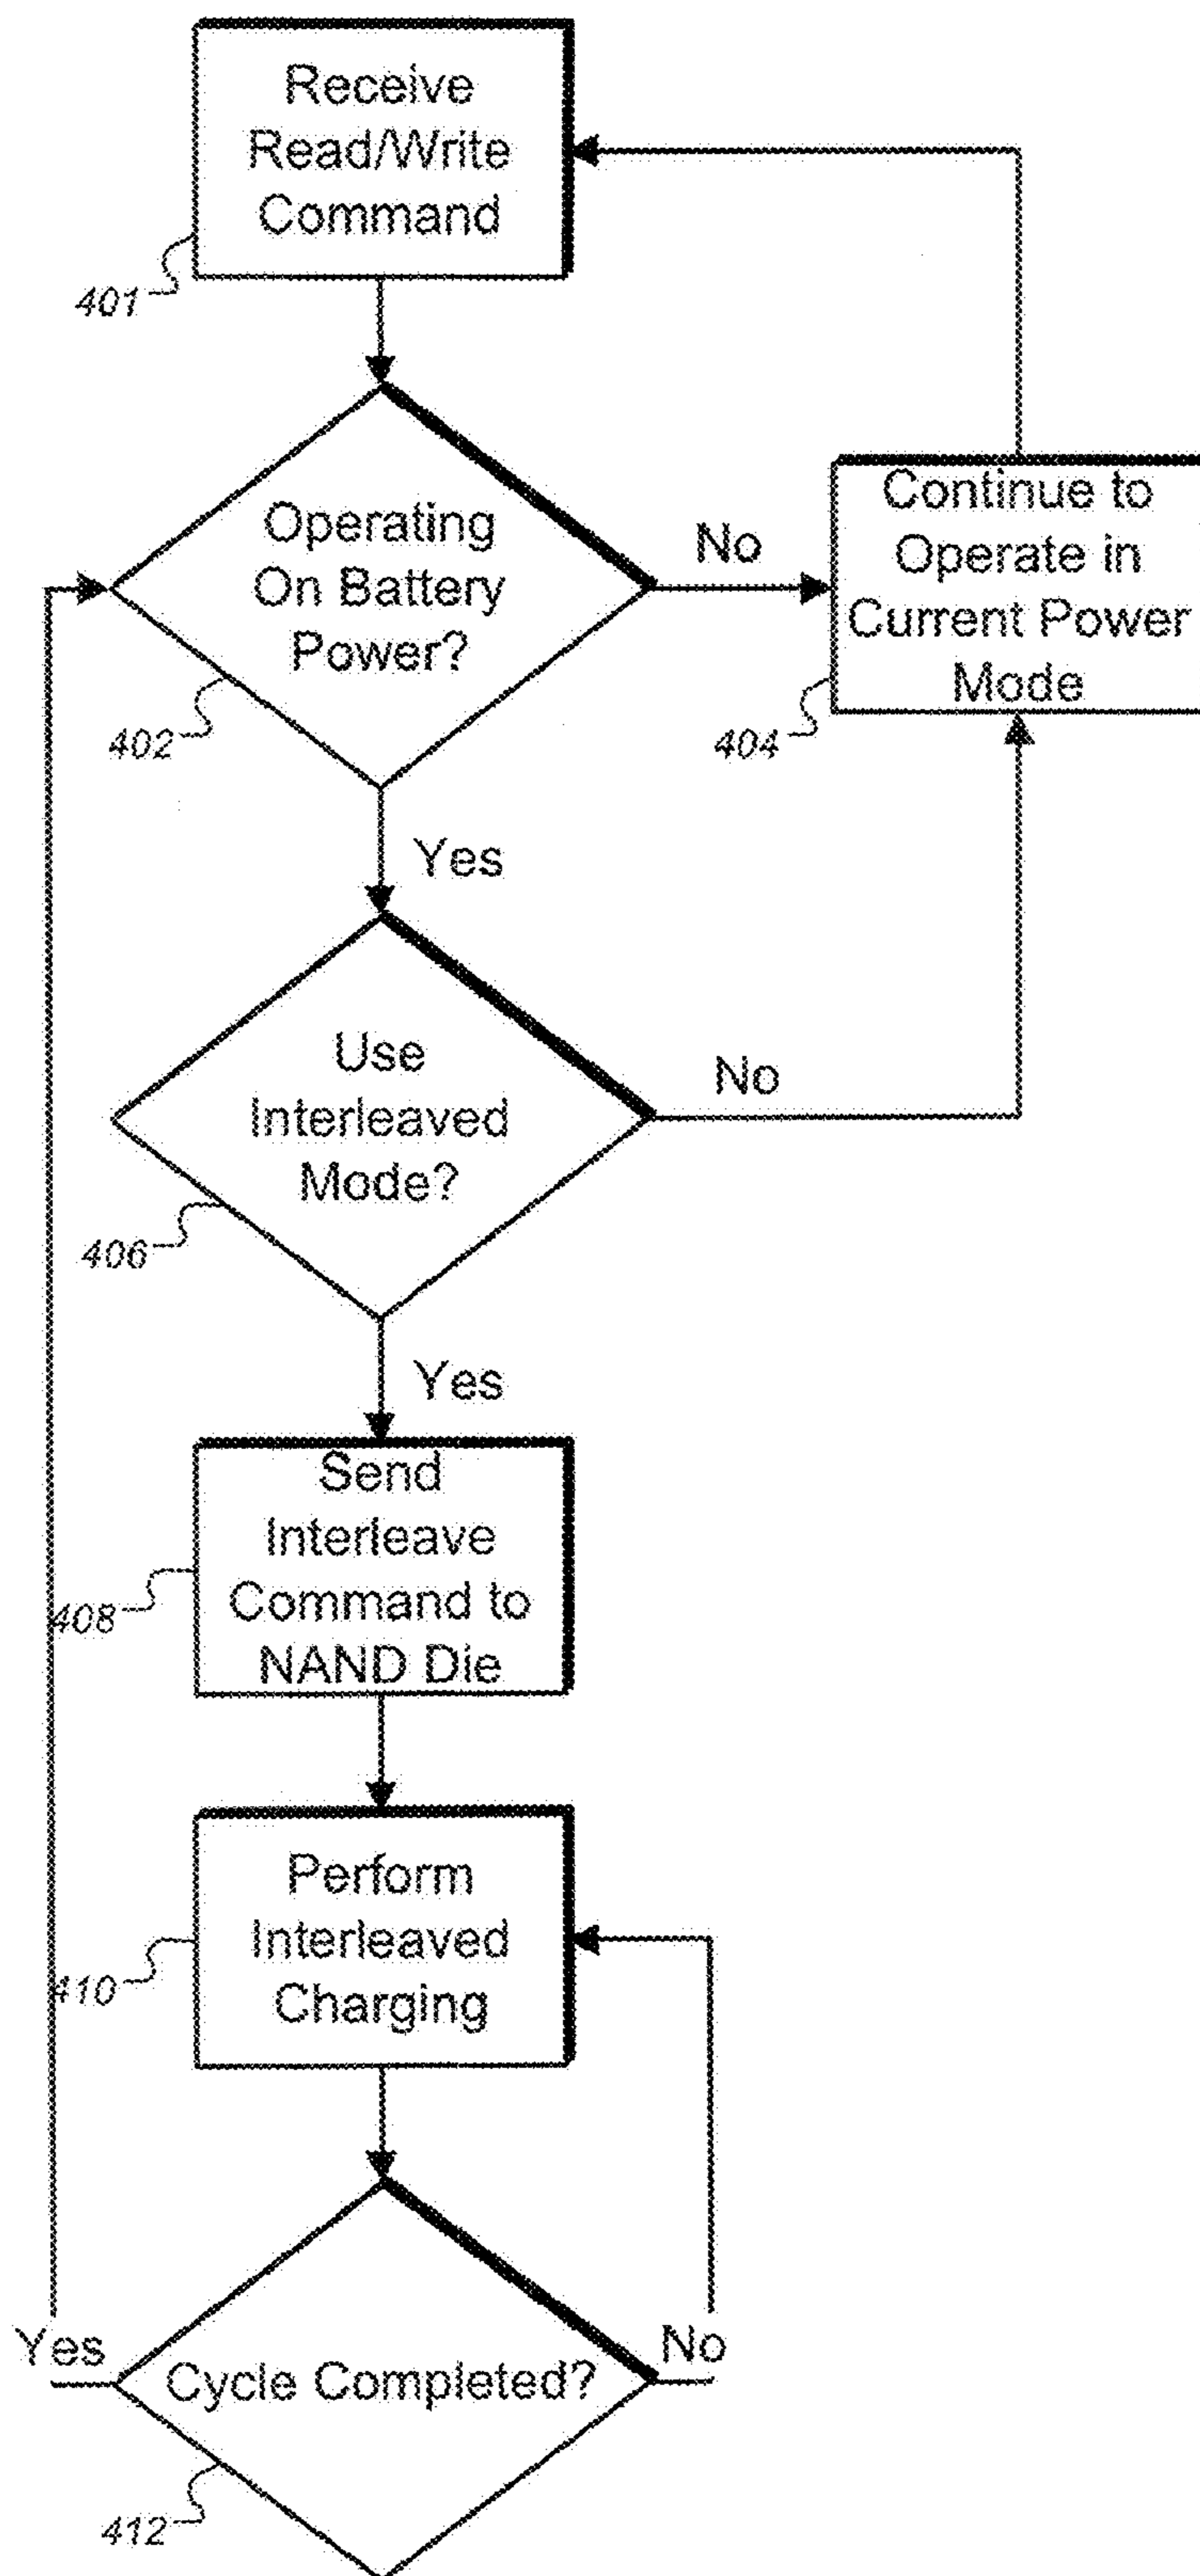 Receive
Read/Write
Command
401
Operating
On Battery
Power?
402
No
Continue to
Operate in
Current Power
Mode
404
Yes
Use
Interleaved
Mode?
406
No
Yes
Send
Interleave
Command to
NAND Die
408
Perform
Interleaved
Charging
410
Yes
Cycle Completed?
No
412